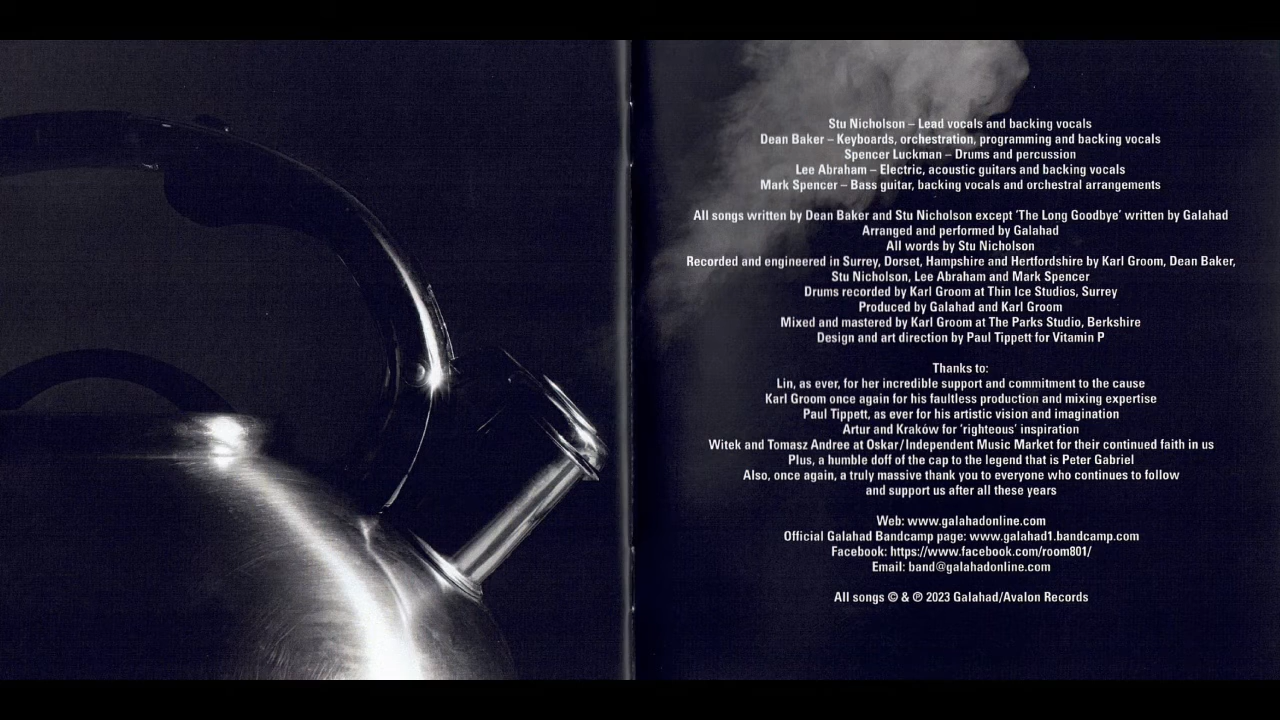 Stu Nicholson – Lead vocals and backing vocals
Dean Baker – Keyboards, orchestration, programming and backing vocals
Spencer Luckman – Drums and percussion
Lee Abraham – Electric, acoustic guitars and backing vocals
Mark Spencer – Bass guitar, backing vocals and orchestral arrangements
All songs written by Dean Baker and Stu Nicholson except ‘The Long Goodbye’ written by Galahad
Arranged and performed by Galahad
All words by Stu Nicholson
Recorded and engineered in Surrey, Dorset, Hampshire and Hertfordshire by Karl Groom, Dean Baker,
Stu Nicholson, Lee Abraham and Mark Spencer
Drums recorded by Karl Groom at Thin Ice Studios, Surrey
Produced by Galahad and Karl Groom
Mixed and mastered by Karl Groom at The Parks Studio, Berkshire
Design and art direction by Paul Tippett for Vitamin P
Thanks to:
Lin, as ever, for her incredible support and commitment to the cause
Karl Groom once again for his faultless production and mixing expertise
Paul Tippett, as ever for his artistic vision and imagination
Artur and Kraków for ‘righteous’ inspiration
Witek and Tomasz Andree at Oskar/Independent Music Market for their continued faith in us
Plus, a humble doff of the cap to the legend that is Peter Gabriel
Also, once again, a truly massive thank you to everyone who continues to follow
and support us after all these years
Web: www.galahadonline.com
Official Galahad Bandcamp page: www.galahad1.bandcamp.com
Facebook: https://www.facebook.com/room801/
Email: band@galahadonline.com
All songs © & ℗ 2023 Galahad/Avalon Records